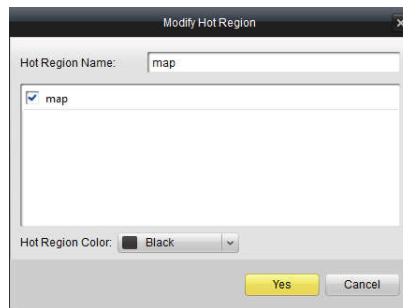 Modify Hot Region
Hot Region Name: map
map
Hot Region Color: Black
Yes Cancel